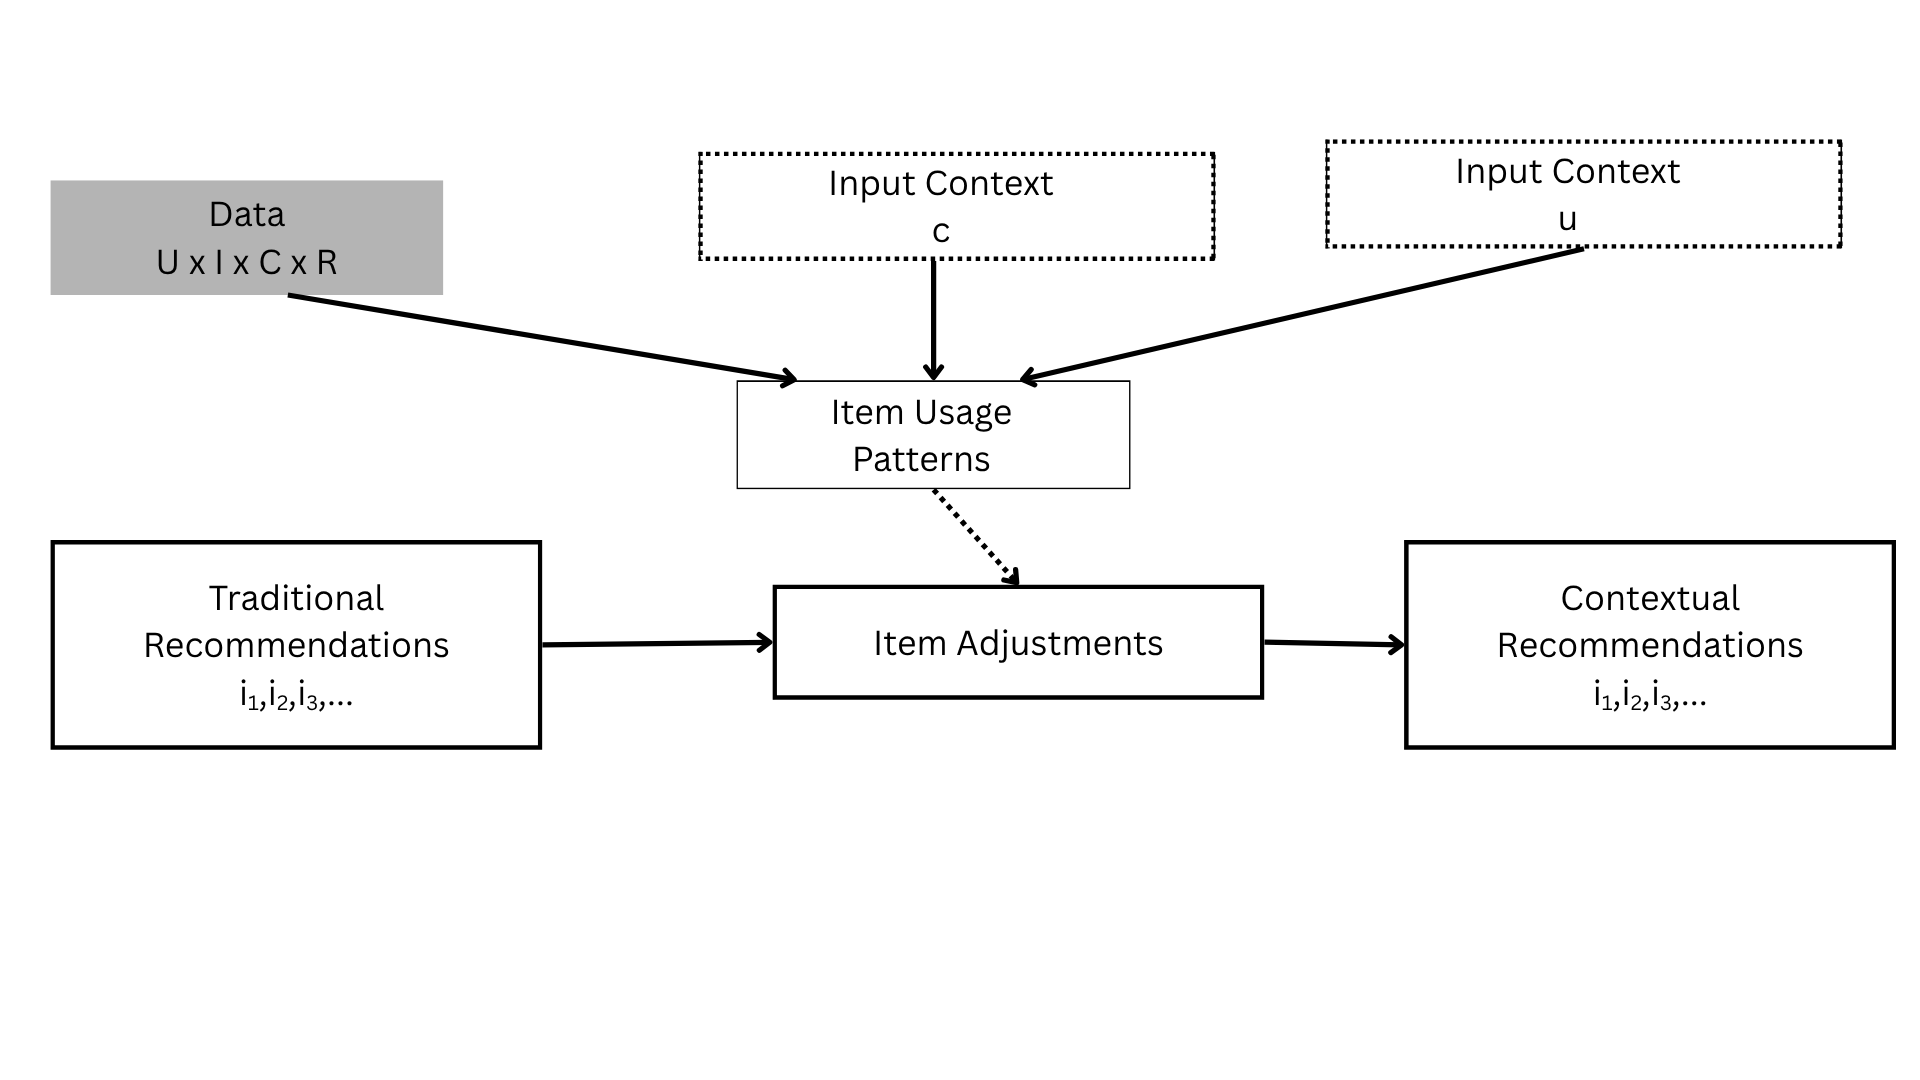 Data
U x I x C x R
Input Context
c
Input Context
u
Item Usage
Patterns
Traditional
Recommendations
i₁,i₂,i₃,...
Item Adjustments
Contextual
Recommendations
i₁,i₂,i₃,...